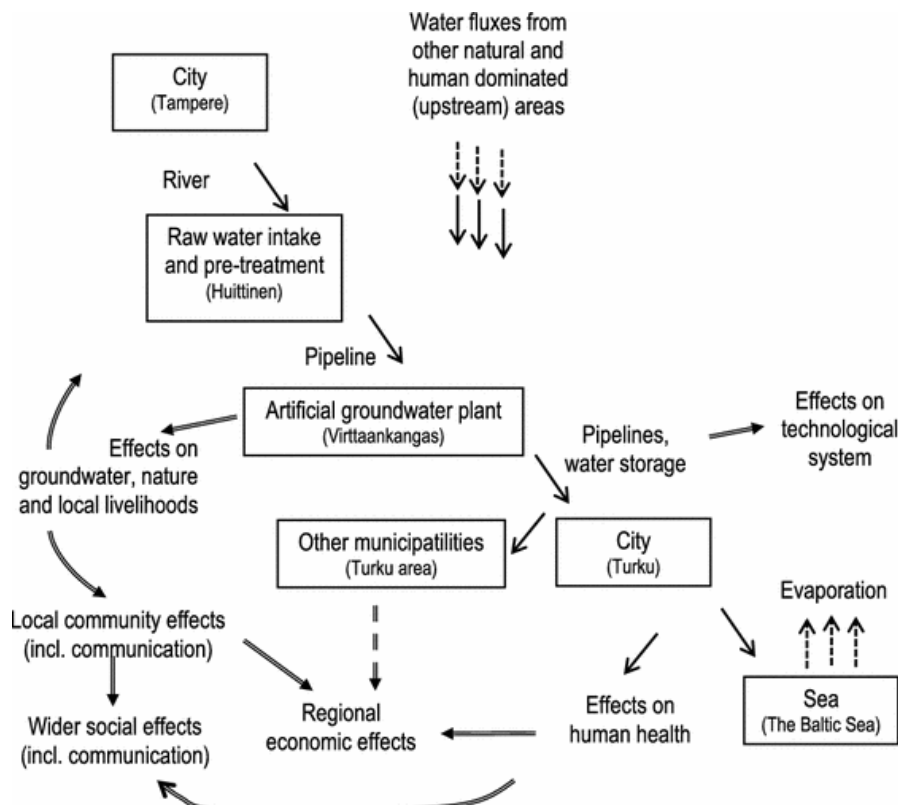 Water fluxes from
other natural and
human dominated
(upstream) areas
City
(Tampere)
River
Raw water intake
and pre-treatment
(Huittinen)
Pipeline
Artificial groundwater plant
(Virttaankangas)
Effects on
groundwater, nature
and local livelihoods
Pipelines,
water storage
Effects on
technological
system
Other municipatilities
(Turku area)
City
(Turku)
Evaporation
Local community effects
(incl. communication)
Sea
(The Baltic Sea)
Wider social effects
(incl. communication)
Regional
economic effects
Effects on
human health